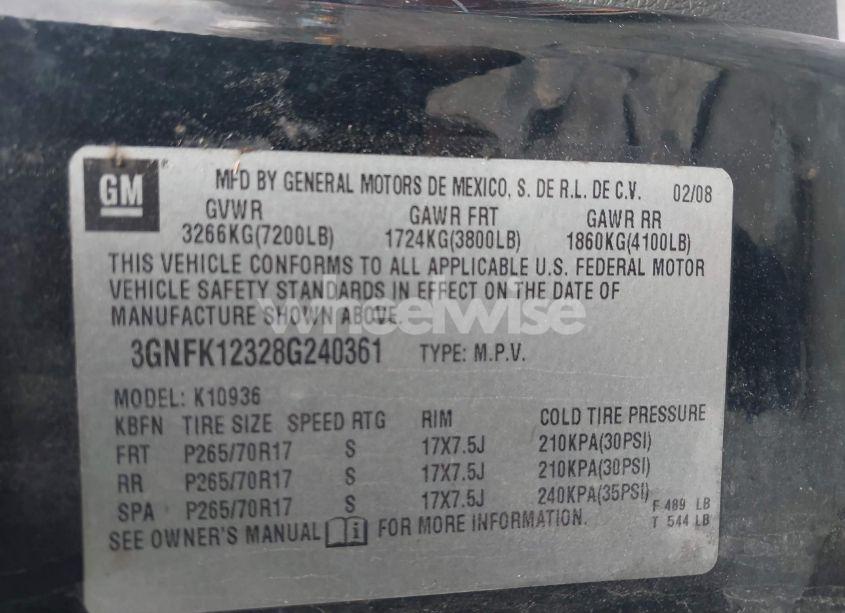 GM ® MFD BY GENERAL MOTORS DE MEXICO, S. DE R.L. DE C.V. 02/08
GVWR GAWR FRT GAWR RR
3266KG(7200LB) 1724KG(3800LB) 1860KG(4100LB)
THIS VEHICLE CONFORMS TO ALL APPLICABLE U.S. FEDERAL MOTOR
VEHICLE SAFETY STANDARDS IN EFFECT ON THE DATE OF
MANUFACTURE SHOWN ABOVE.
wheelwise
3GNFK12328G240361 TYPE: M.P.V.
MODEL: K10936
KBFN TIRE SIZE SPEED RTG RIM COLD TIRE PRESSURE
FRT P265/70R17 S 17X7.5J 210KPA(30PSI)
RR P265/70R17 S 17X7.5J 210KPA(30PSI)
SPA P265/70R17 S 17X7.5J 240KPA(35PSI)
F 489 LB
T 544 LB
SEE OWNER'S MANUAL FOR MORE INFORMATION.